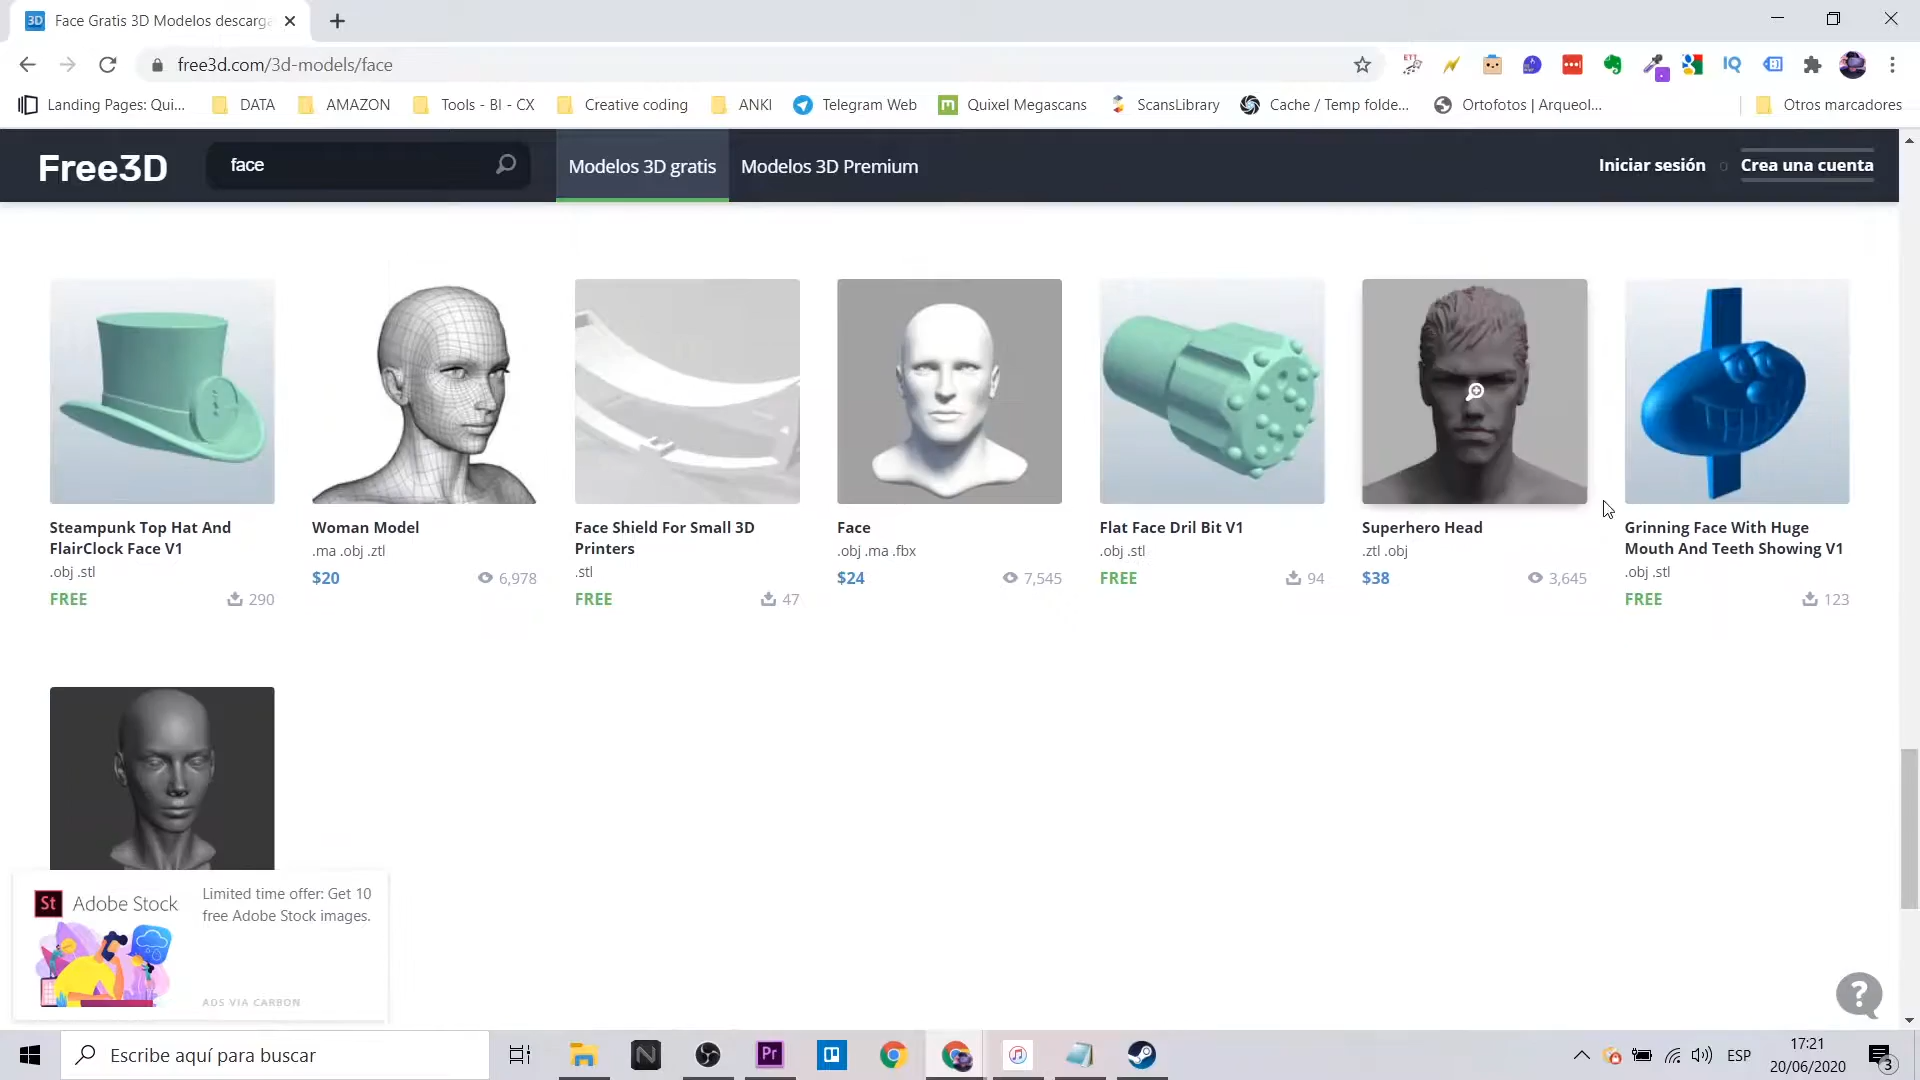 3D Face Gratis 3D Modelos descarga
free3d.com/3d-models/face
ETT
IQ
Landing Pages: Qui...
DATA
AMAZON
Tools - BI - CX
Creative coding
ANKI
Telegram Web
Quixel Megascans
ScansLibrary
Cache / Temp folde...
Ortofotos | Arqueol...
Otros marcadores
Free3D
face
Modelos 3D gratis
Modelos 3D Premium
Iniciar sesión
o
Crea una cuenta
Steampunk Top Hat And
FlairClock Face V1
.obj .stl
FREE
290
Woman Model
.ma .obj .ztl
$20
6,978
Face Shield For Small 3D
Printers
.stl
FREE
47
Face
.obj .ma .fbx
$24
7,545
Flat Face Dril Bit V1
.obj .stl
FREE
94
Superhero Head
.ztl .obj
$38
3,645
Grinning Face With Huge
Mouth And Teeth Showing V1
.obj .stl
FREE
123
St Adobe Stock
Limited time offer: Get 10
free Adobe Stock images.
ADS VIA CARBON
?
Escribe aquí para buscar
N
Pr
ESP
17:21
20/06/2020
3